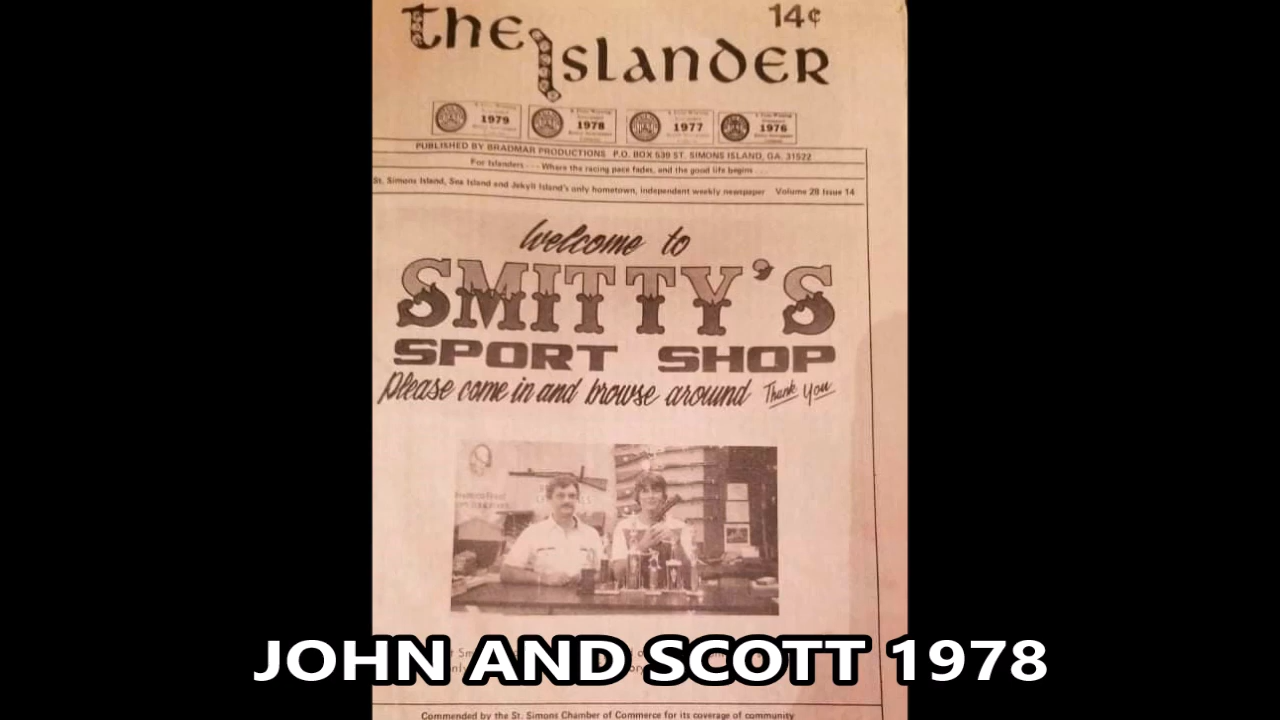 The Islander
14¢
1979
1978
1977
1976
PUBLISHED BY BRADMAR PRODUCTIONS P.O. BOX 539 ST. SIMONS ISLAND, GA. 31522
For Islanders - - - Where the racing pace fades, and the good life begins . . .
St. Simons Island, Sea Island and Jekyll Island's only hometown, independent weekly newspaper Volume 28 Issue 14
Welcome to
SMITTY'S
SPORT SHOP
Please come in and browse around Thank You
JOHN AND SCOTT 1978
Commended by the St. Simons Chamber of Commerce for its coverage of community